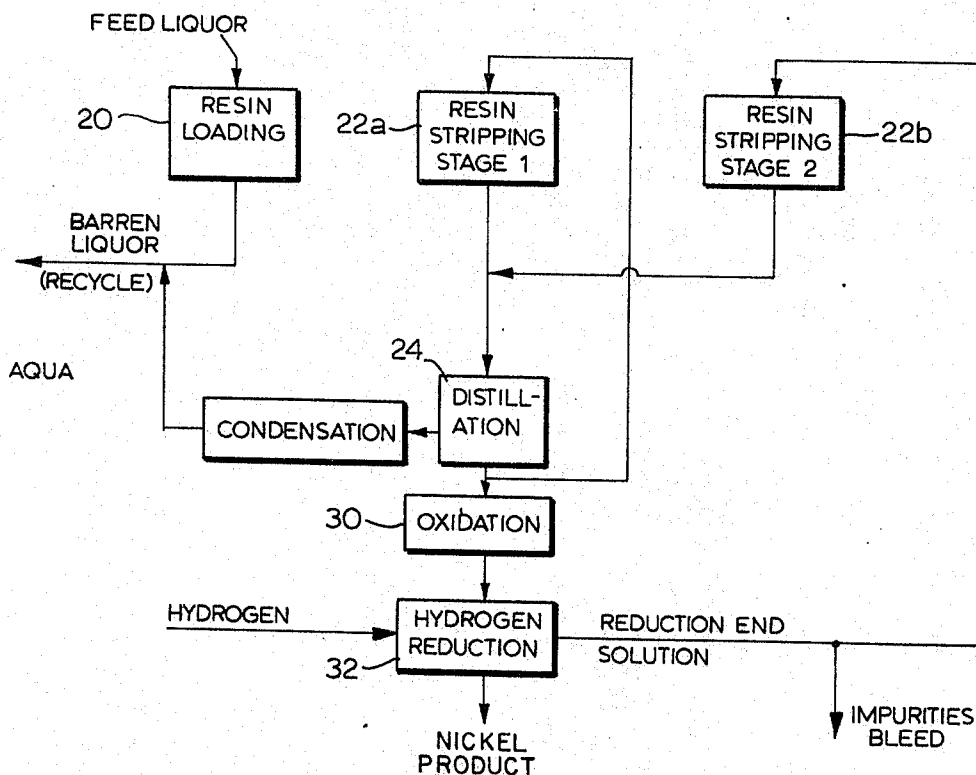 FEED LIQUOR
20
RESIN
LOADING
22a
RESIN
STRIPPING
STAGE 1
RESIN
STRIPPING
STAGE 2
22b
BARREN
LIQUOR
(RECYCLE)
AQUA
24
DISTILL-
ATION
CONDENSATION
30
OXIDATION
HYDROGEN
HYDROGEN
REDUCTION
32
REDUCTION END
SOLUTION
IMPURITIES
BLEED
NICKEL
PRODUCT